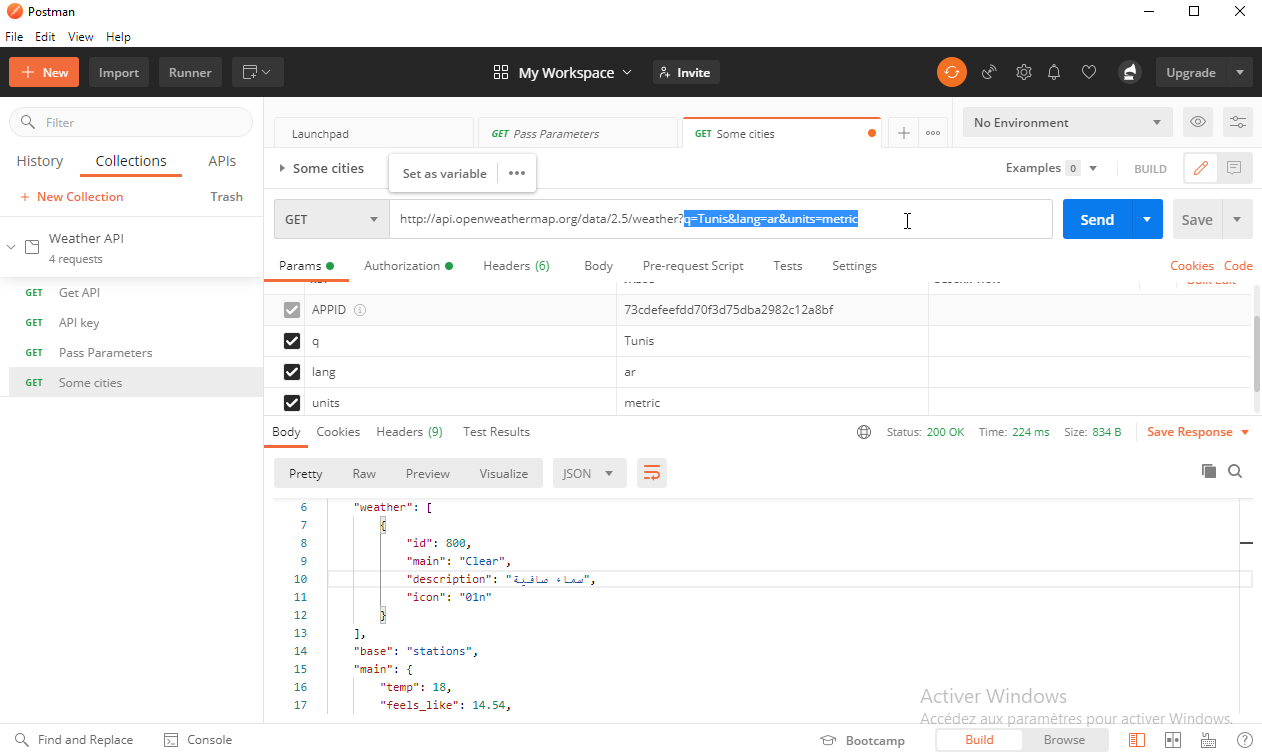 Postman
File Edit View Help
New Import Runner My Workspace Invite Upgrade
Filter
History Collections APIs
+ New Collection Trash
Weather API
4 requests
GET Get API
GET API key
GET Pass Parameters
GET Some cities
Launchpad GET Pass Parameters GET Some cities + ••• No Environment
Some cities Set as variable ••• Examples 0 BUILD
GET http://api.openweathermap.org/data/2.5/weather?q=Tunis&lang=ar&units=metric Send Save
Params Authorization Headers (6) Body Pre-request Script Tests Settings Cookies Code
APPID 73cdefeefdd70f3d75dba2982c12a8bf
q Tunis
lang ar
units metric
Body Cookies Headers (9) Test Results Status: 200 OK Time: 224 ms Size: 834 B Save Response
Pretty Raw Preview Visualize JSON
6 "weather": [
7 {
8 "id": 800,
9 "main": "Clear",
10 "description": "سماء صافية",
11 "icon": "01n"
12 }
13 ],
14 "base": "stations",
15 "main": {
16 "temp": 18,
17 "feels_like": 14.54,
Activer Windows
Accédez aux paramètres pour activer Windows.
Find and Replace Console Bootcamp Build Browse